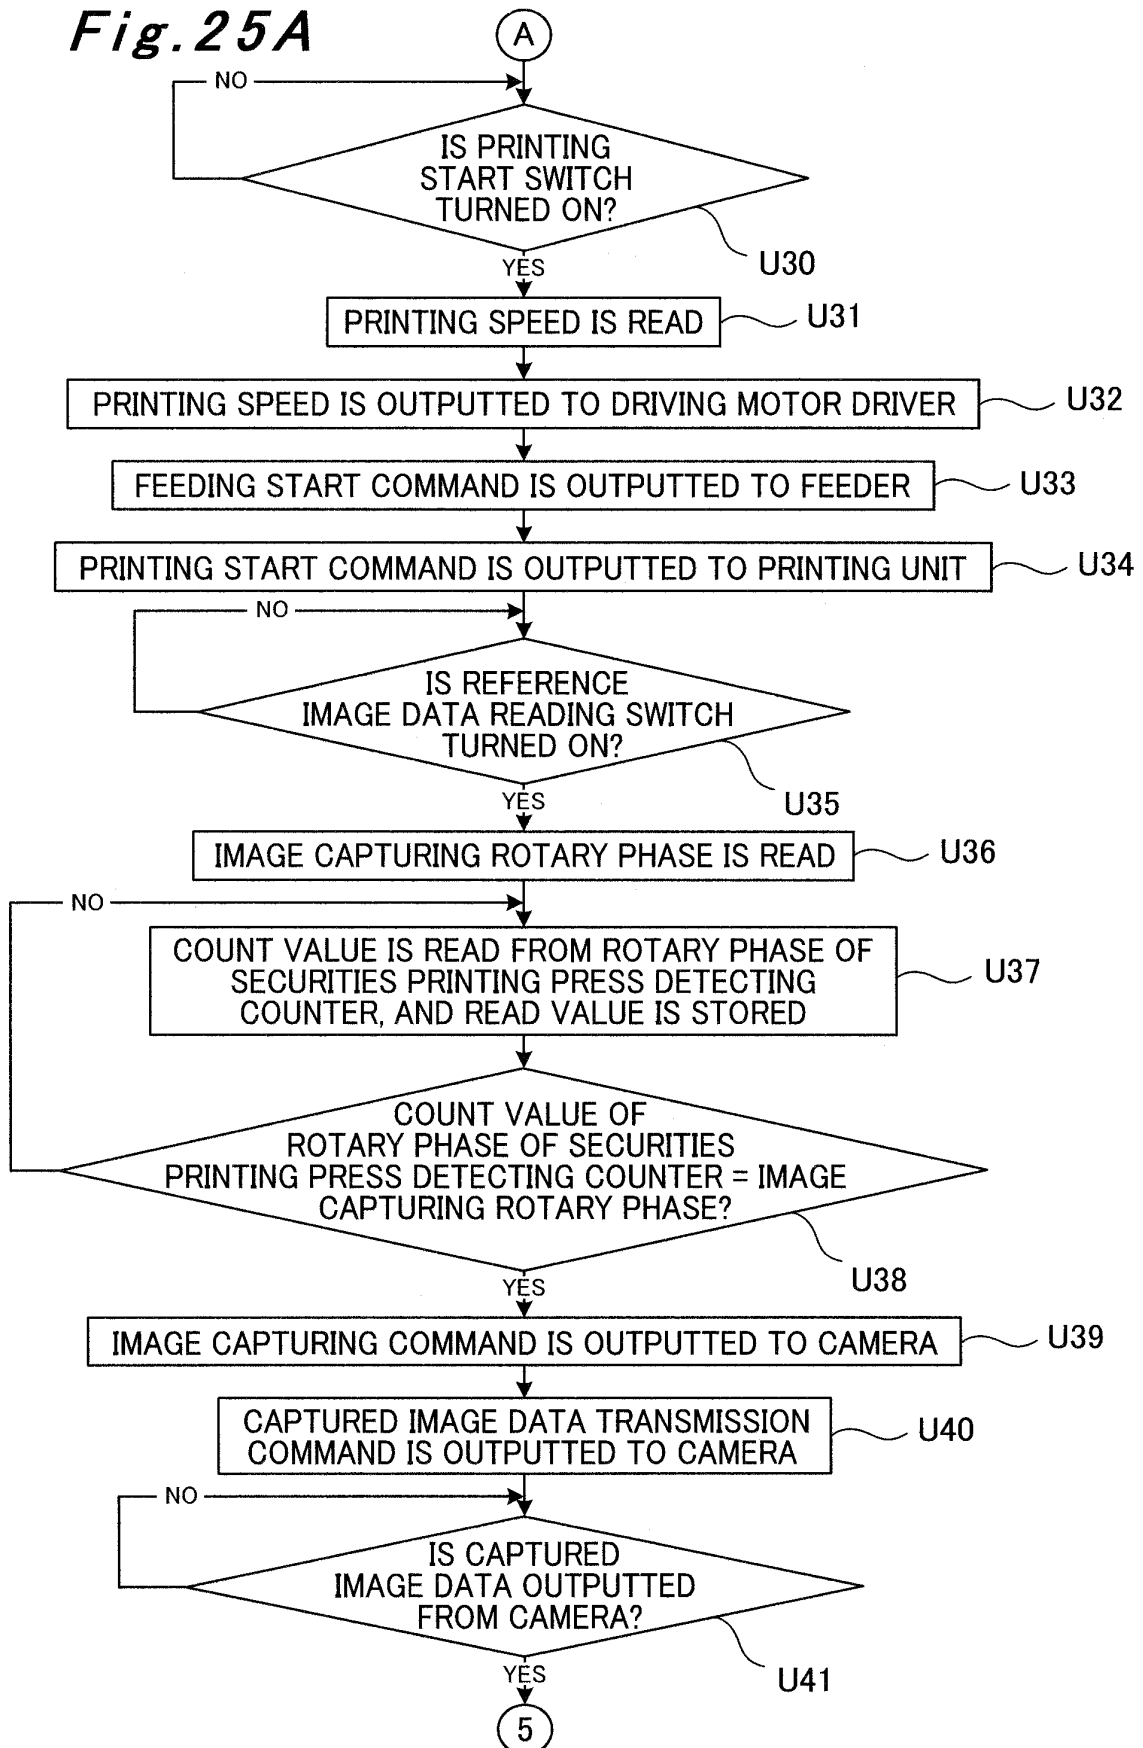 Fig.25A
A
NO
IS PRINTING
START SWITCH
TURNED ON?
U30
YES
PRINTING SPEED IS READ
U31
PRINTING SPEED IS OUTPUTTED TO DRIVING MOTOR DRIVER
U32
FEEDING START COMMAND IS OUTPUTTED TO FEEDER
U33
PRINTING START COMMAND IS OUTPUTTED TO PRINTING UNIT
U34
NO
IS REFERENCE
IMAGE DATA READING SWITCH
TURNED ON?
U35
YES
IMAGE CAPTURING ROTARY PHASE IS READ
U36
NO
COUNT VALUE IS READ FROM ROTARY PHASE OF
SECURITIES PRINTING PRESS DETECTING
COUNTER, AND READ VALUE IS STORED
U37
COUNT VALUE OF
ROTARY PHASE OF SECURITIES
PRINTING PRESS DETECTING COUNTER = IMAGE
CAPTURING ROTARY PHASE?
U38
YES
IMAGE CAPTURING COMMAND IS OUTPUTTED TO CAMERA
U39
CAPTURED IMAGE DATA TRANSMISSION
COMMAND IS OUTPUTTED TO CAMERA
U40
NO
IS CAPTURED
IMAGE DATA OUTPUTTED
FROM CAMERA?
U41
YES
5